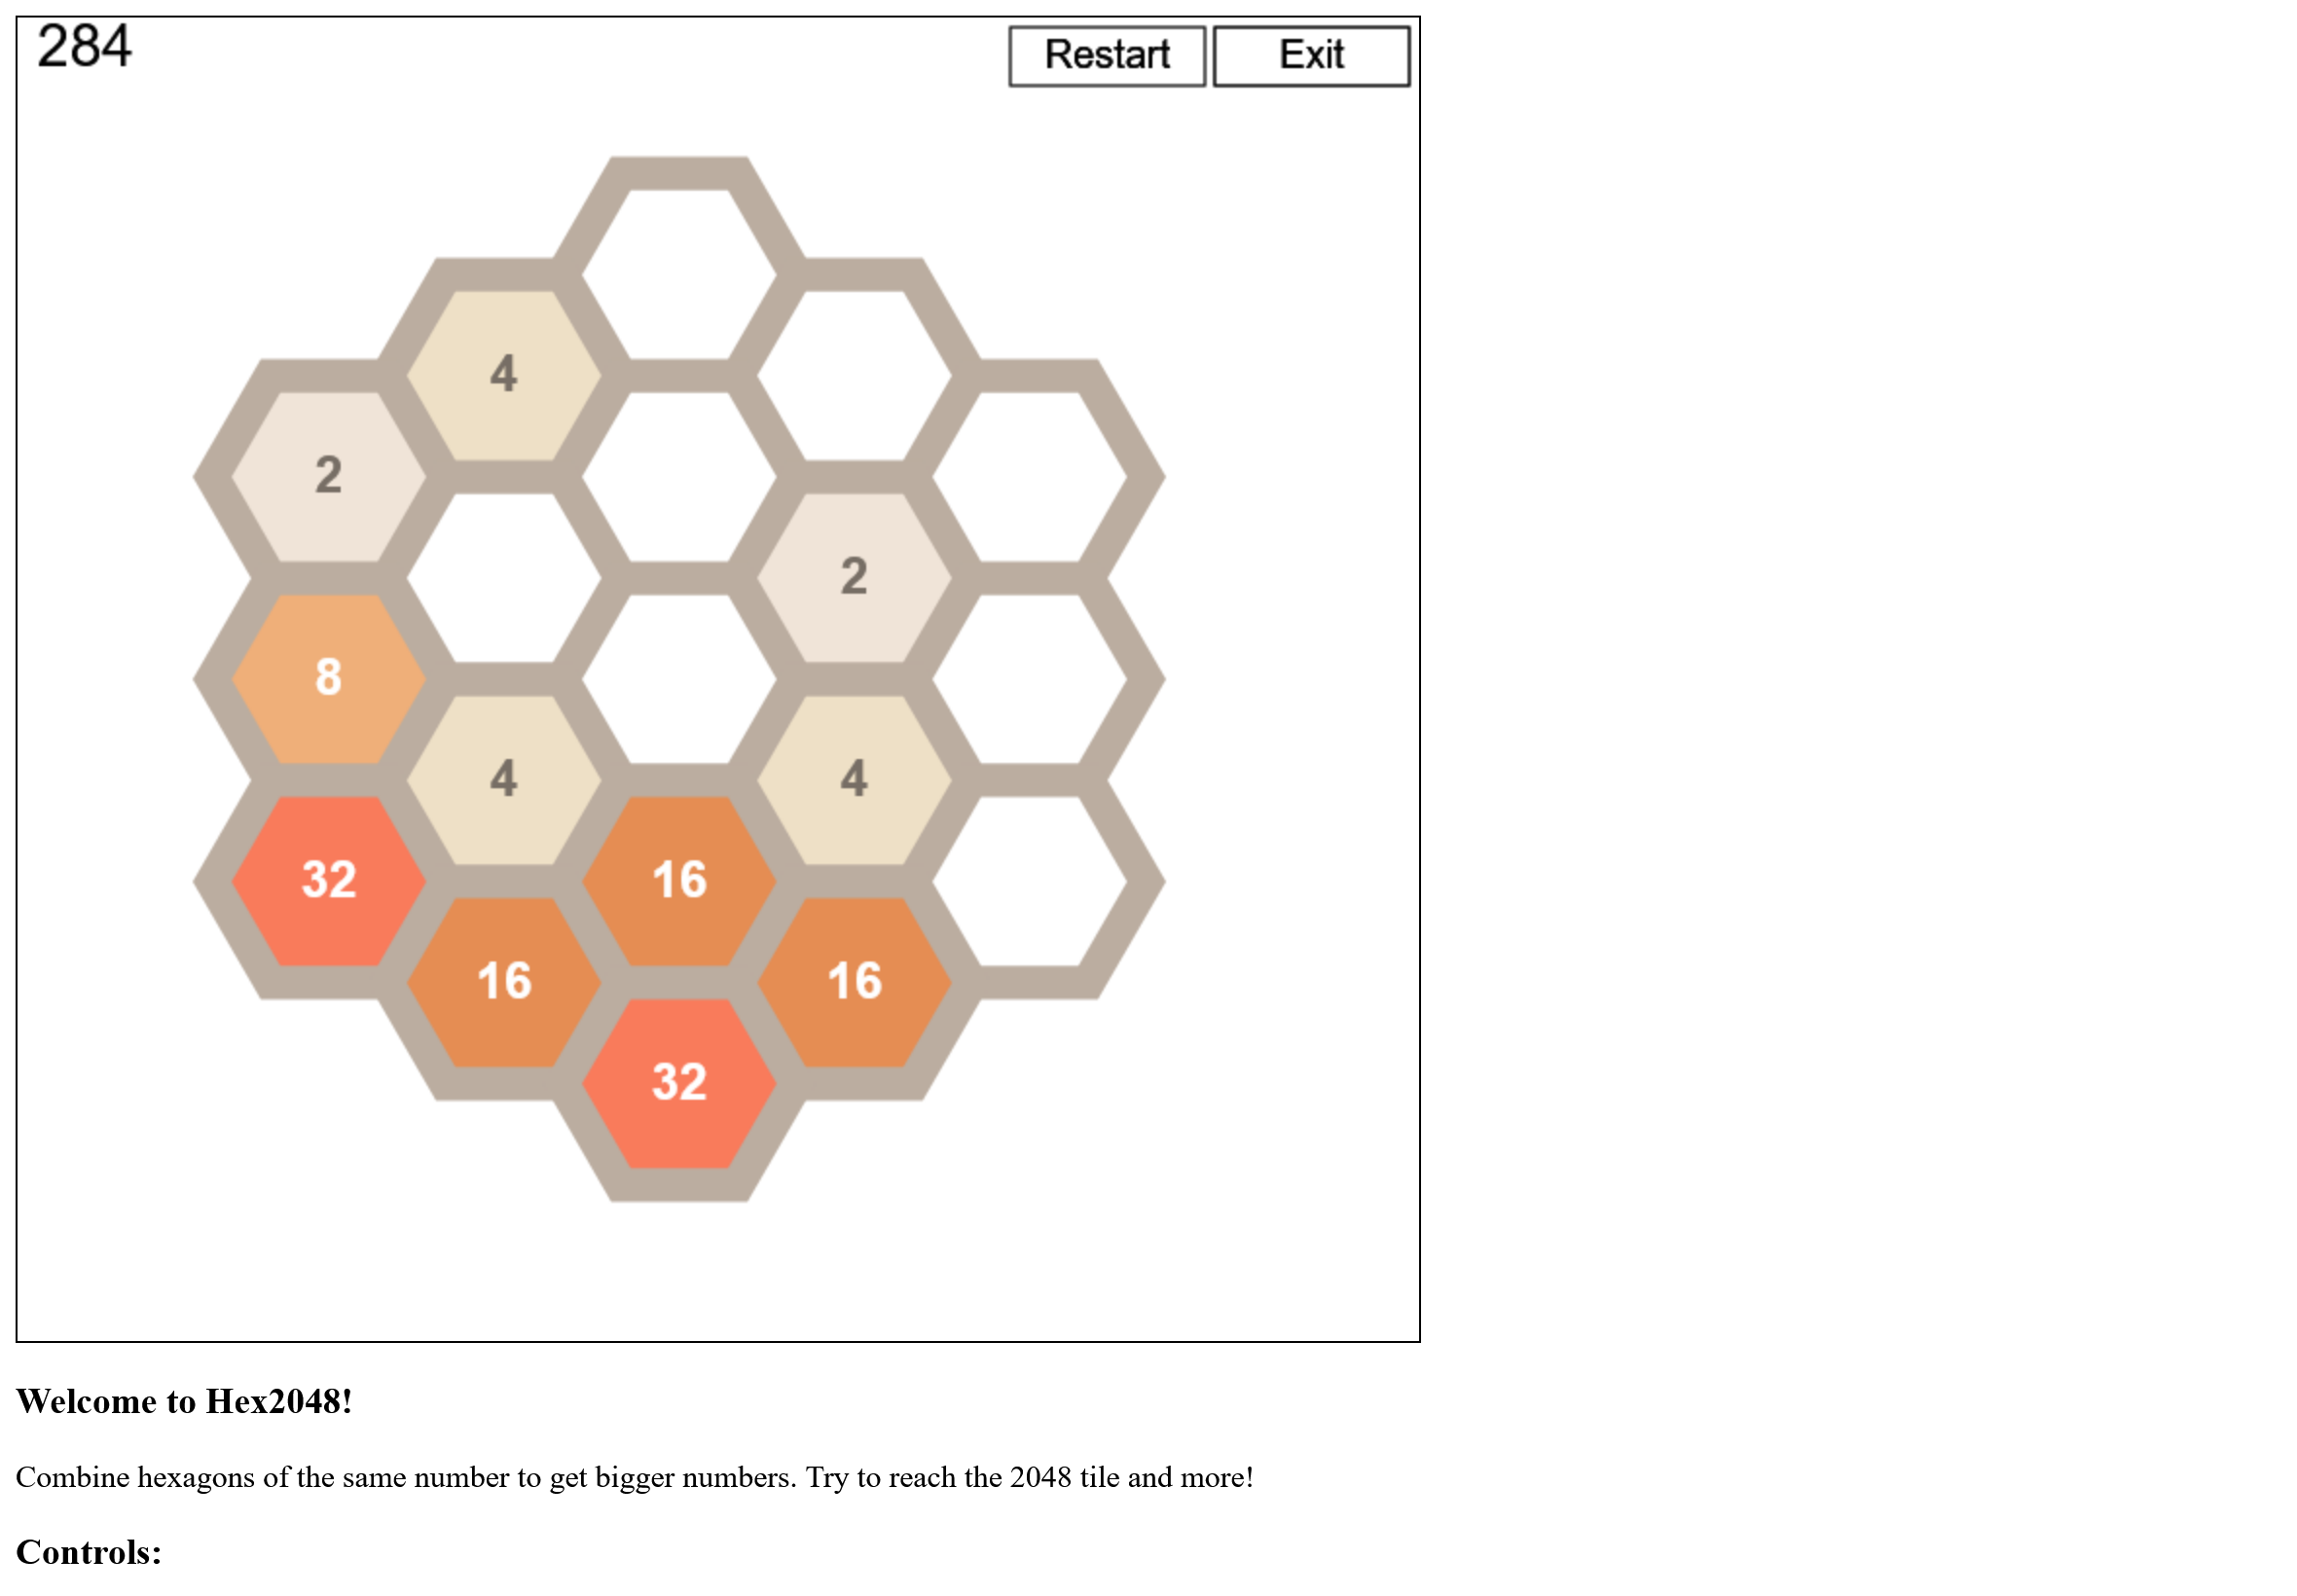 284 Restart Exit
4
2
2
8
4 4
32 16
16 16
32
Welcome to Hex2048!
Combine hexagons of the same number to get bigger numbers. Try to reach the 2048 tile and more!
Controls: